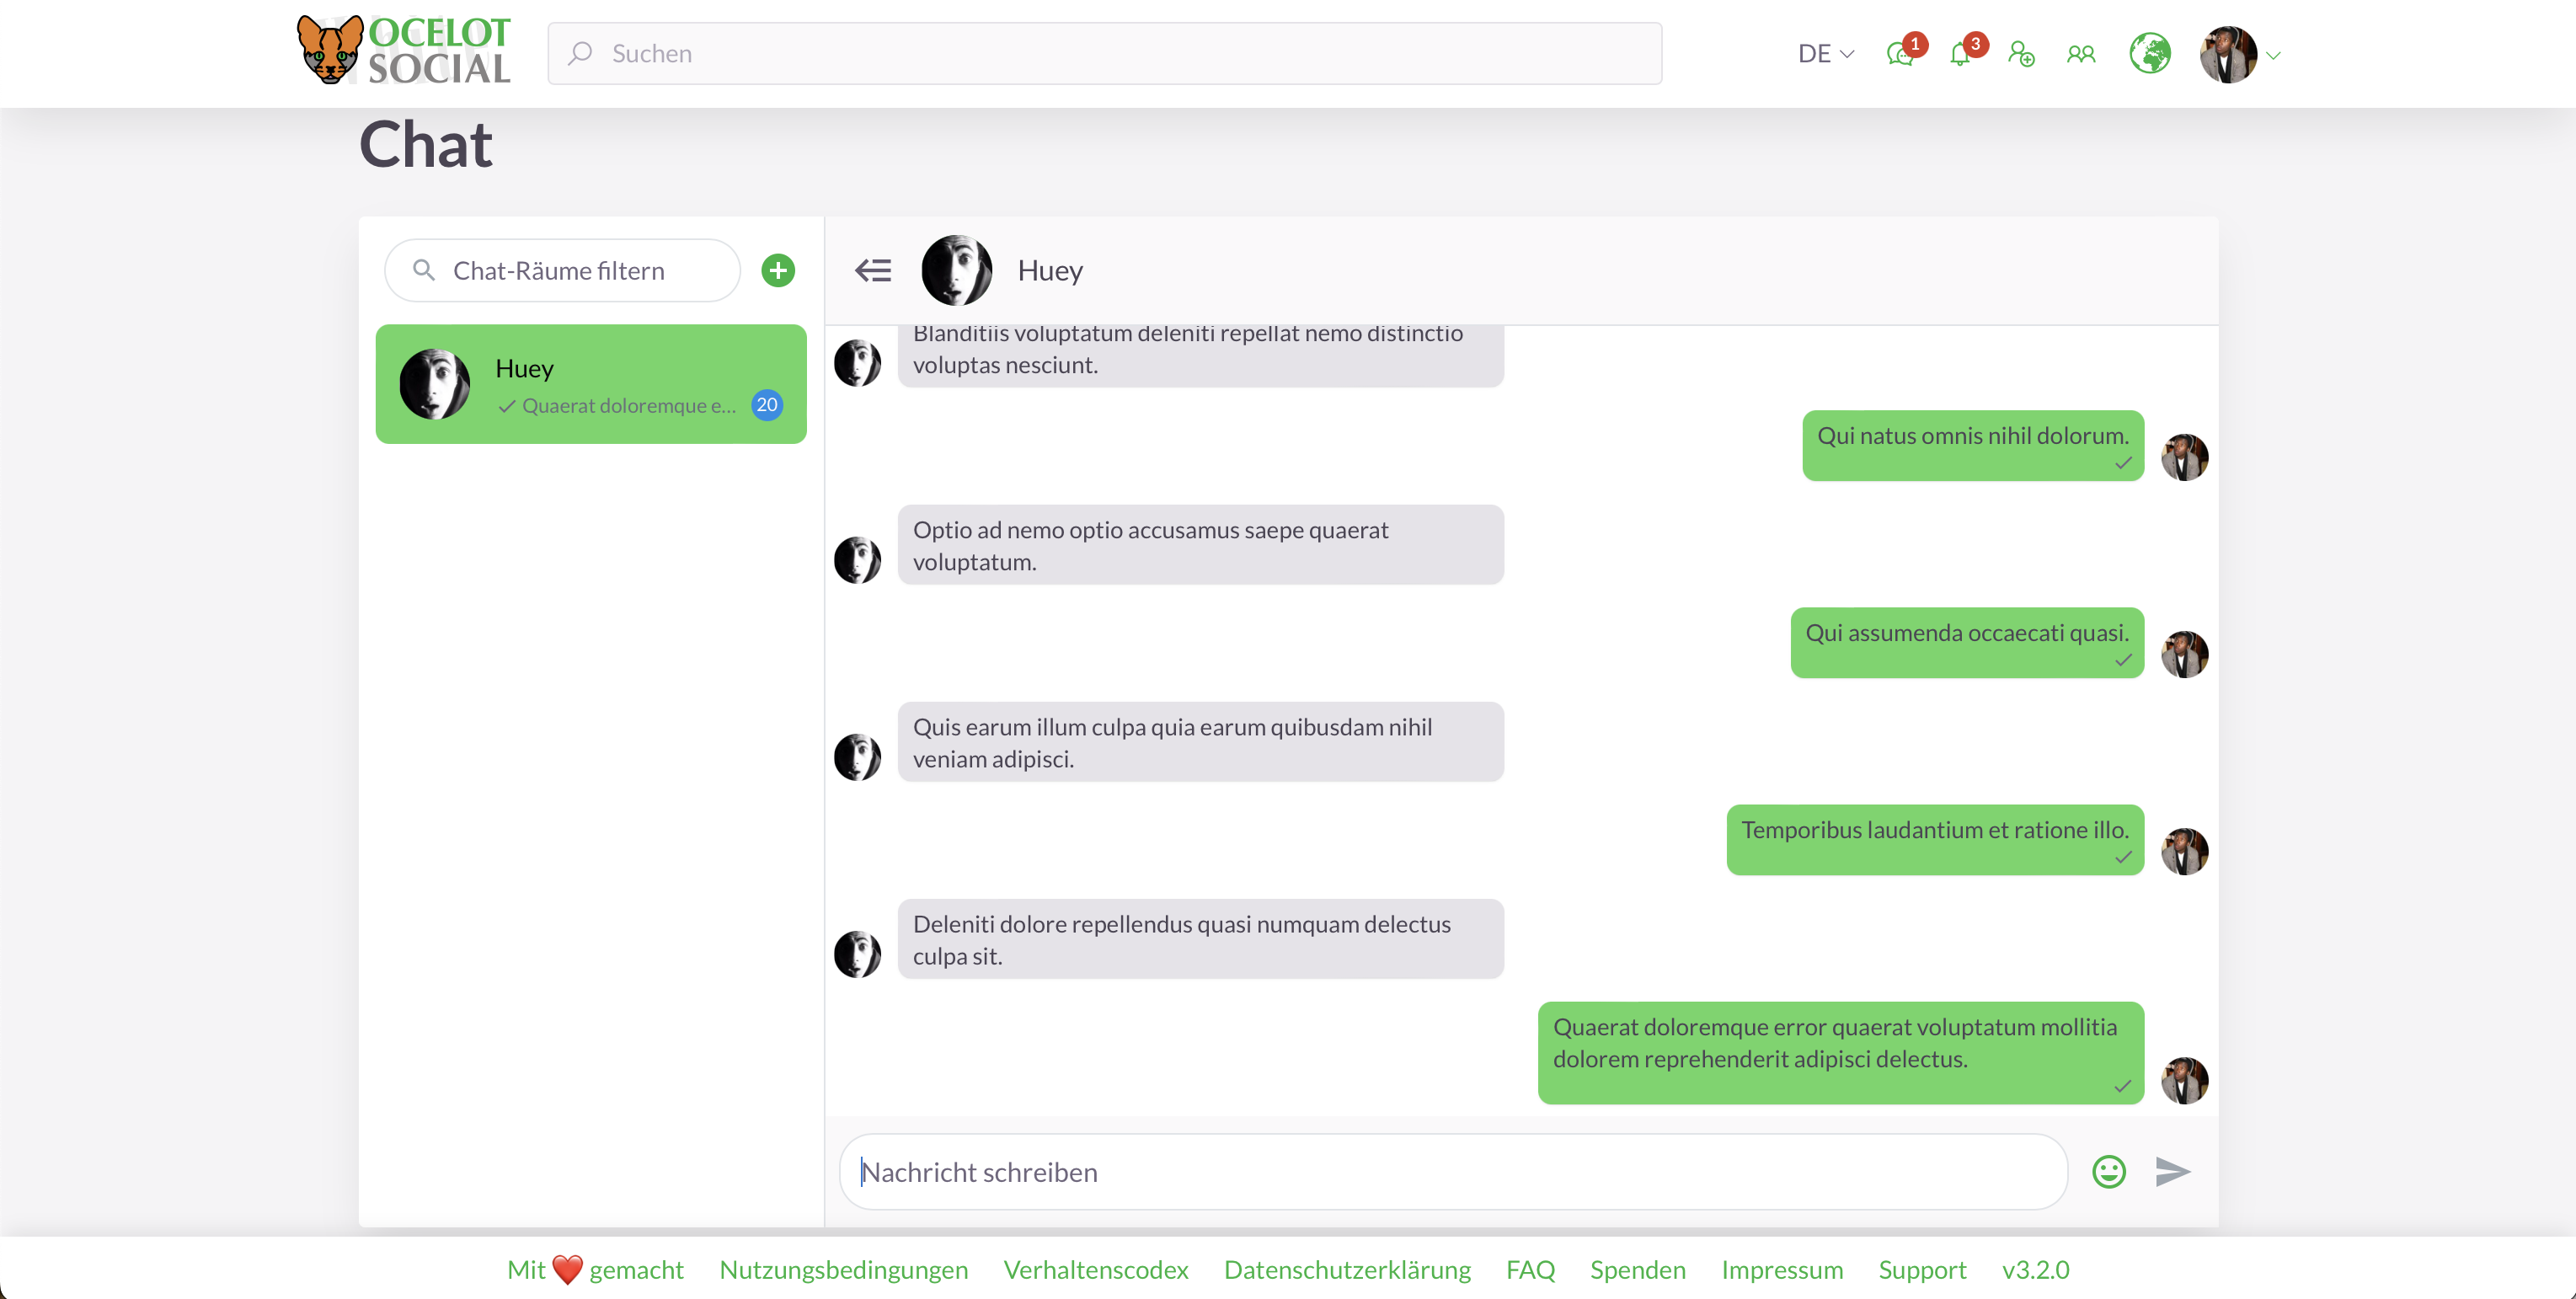 OCELOT
SOCIAL
Suchen
DE
1
3
Chat
Chat-Räume filtern
Huey
Quaerat doloremque e...
20
Huey
Blanditiis voluptatum deleniti repellat nemo distinctio
voluptas nesciunt.
Qui natus omnis nihil dolorum.
Optio ad nemo optio accusamus saepe quaerat
voluptatum.
Qui assumenda occaecati quasi.
Quis earum illum culpa quia earum quibusdam nihil
veniam adipisci.
Temporibus laudantium et ratione illo.
Deleniti dolore repellendus quasi numquam delectus
culpa sit.
Quaerat doloremque error quaerat voluptatum mollitia
dolorem reprehenderit adipisci delectus.
Nachricht schreiben
Mit ❤️ gemacht Nutzungsbedingungen Verhaltenscodex Datenschutzerklärung FAQ Spenden Impressum Support v3.2.0